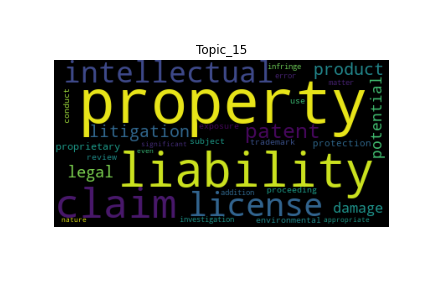 Topic_15
intellectual
infringe
error
product
matter
conduct
property
use
potential
litigation
exposure
patent
proprietary
significant
subject
trademark
protection
review
even
legal
liability
claim
addition
proceeding
license
damage
nature
investigation
environmental
appropriate